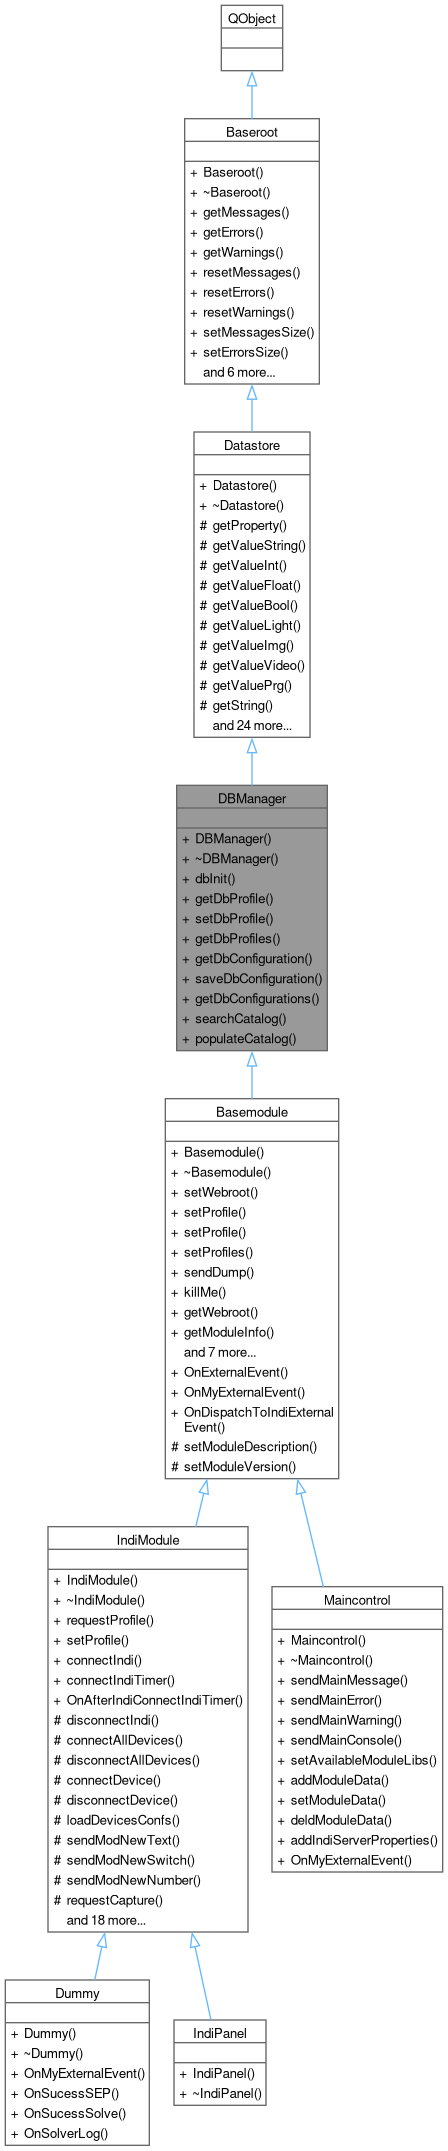 QObject
Baseroot
+ Baseroot()
+ ~Baseroot()
+ getMessages()
+ getErrors()
+ getWarnings()
+ resetMessages()
+ resetErrors()
+ resetWarnings()
+ setMessagesSize()
+ setErrorsSize()
and 6 more...
Datastore
+ Datastore()
+ ~Datastore()
# getProperty()
# getValueString()
# getValueInt()
# getValueFloat()
# getValueBool()
# getValueLight()
# getValueImg()
# getValueVideo()
# getValuePrg()
# getString()
and 24 more...
DBManager
+ DBManager()
+ ~DBManager()
+ dbInit()
+ getDbProfile()
+ setDbProfile()
+ getDbProfiles()
+ getDbConfiguration()
+ saveDbConfiguration()
+ getDbConfigurations()
+ searchCatalog()
+ populateCatalog()
Basemodule
+ Basemodule()
+ ~Basemodule()
+ setWebroot()
+ setProfile()
+ setProfile()
+ setProfiles()
+ sendDump()
+ killMe()
+ getWebroot()
+ getModuleInfo()
and 7 more...
+ OnExternalEvent()
+ OnMyExternalEvent()
+ OnDispatchToIndiExternal
Event()
# setModuleDescription()
# setModuleVersion()
IndiModule
+ IndiModule()
+ ~IndiModule()
+ requestProfile()
+ setProfile()
+ connectIndi()
+ connectIndiTimer()
+ OnAfterIndiConnectIndiTimer()
# disconnectIndi()
# connectAllDevices()
# disconnectAllDevices()
# connectDevice()
# disconnectDevice()
# loadDevicesConfs()
# sendModNewText()
# sendModNewSwitch()
# sendModNewNumber()
# requestCapture()
and 18 more...
Maincontrol
+ Maincontrol()
+ ~Maincontrol()
+ sendMainMessage()
+ sendMainError()
+ sendMainWarning()
+ sendMainConsole()
+ setAvailableModuleLibs()
+ addModuleData()
+ setModuleData()
+ deldModuleData()
+ addIndiServerProperties()
+ OnMyExternalEvent()
Dummy
+ Dummy()
+ ~Dummy()
+ OnMyExternalEvent()
+ OnSucessSEP()
+ OnSucessSolve()
+ OnSolverLog()
IndiPanel
+ IndiPanel()
+ ~IndiPanel()